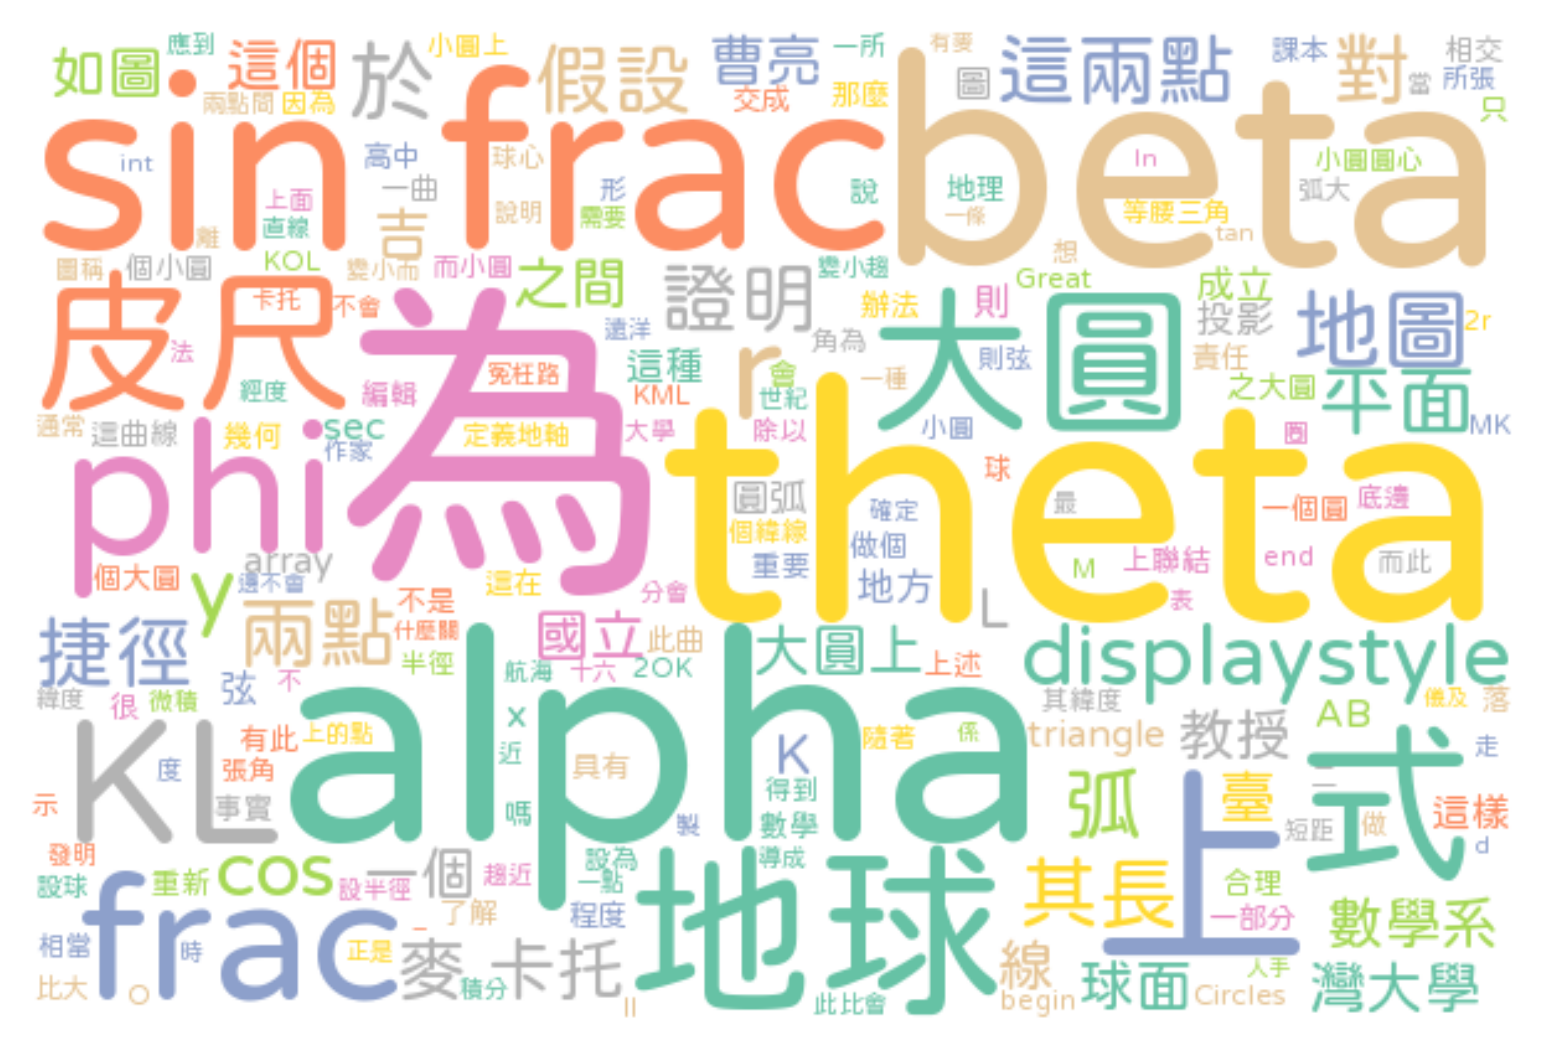 如圖 應到 這個 於 小圓上 假設 曹亮 一所 有要 這兩點 課本 對 相交
兩點間 因為 交成 那麼 圖 當 所張 只
sin frac beta
int 高中 球心 In 小圓圓心
上面 一曲 形 說 地理 弧大
直線 離 吉 說明 需要 一條 等腰三角 tan
圖稱 個小圓 KOL 變小而 而小圓 之間 證明 變小趨 想 Great 成立
皮尺 卡托 不會 為 遠洋 辦法 則 大圓 投影 地圖 2r
法 冤枉路 這種 r 角為 會 一種 則弦 責任
經度 編輯 KML 世紀 之大圓 平面
通常 這曲線 幾何 sec 定義地軸 大學 除以 小圓 圈 MK
phi 作家 theta 球
圓弧 確定 最 一個圓 底邊
個緯線 做個
array 重要 上聯結 end 而此
個大圓 y 邊不會 這在 分會 地方 M 表
兩點 不是 L
捷徑 什麼關 國立 此曲 大圓上 上述 displaystyle
半徑 航海 十六 2OK
緯度 很 微積 弦 不 其緯度 儀及 落
alpha x AB
KL 有此 上的點 K 隨著 係 triangle 教授 走
度 張角 近 具有 式
示 事實 嗎 得到 弧 臺 二 這樣
製 數學 上 短距 做
發明 d
設球 重新 cos 一個 設半徑 趨近 設為 導成 合理
frac 一點 地球 其長 一部分 數學系
了解 程度
相當 時 正是 麥卡托 線 人手
比大 O 積分 II 此比會 begin 球面 Circles 灣大學